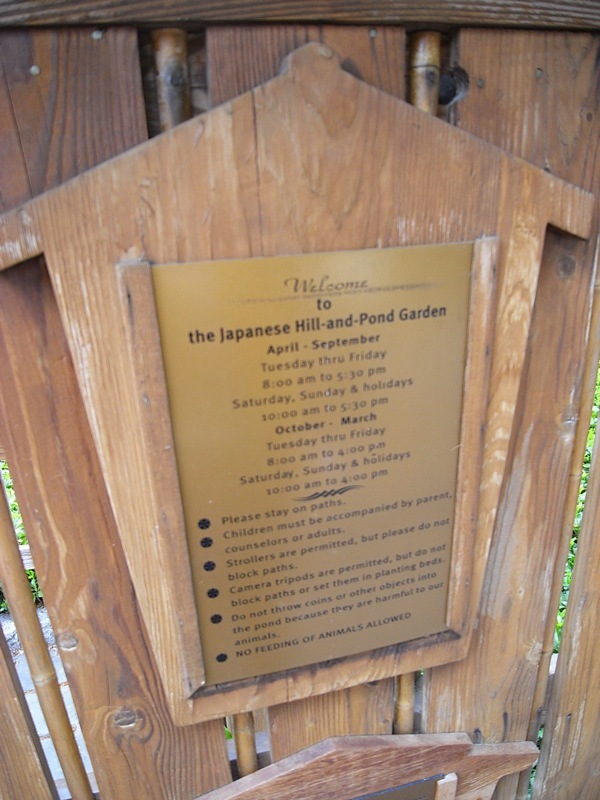 Welcome
to
the Japanese Hill-and-Pond Garden
April - September
Tuesday thru Friday
8:00 am to 5:30 pm
Saturday, Sunday & holidays
10:00 am to 5:30 pm
October - March
Tuesday thru Friday
8:00 am to 4:00 pm
Saturday, Sunday & holidays
10:00 am to 4:00 pm
Please stay on paths.
Children must be accompanied by parent,
counselors or adults.
Strollers are permitted, but please do not
block paths.
Camera tripods are permitted, but do not
block paths or set them in planting beds.
Do not throw coins or other objects into
the pond because they are harmful to our
animals.
NO FEEDING OF ANIMALS ALLOWED